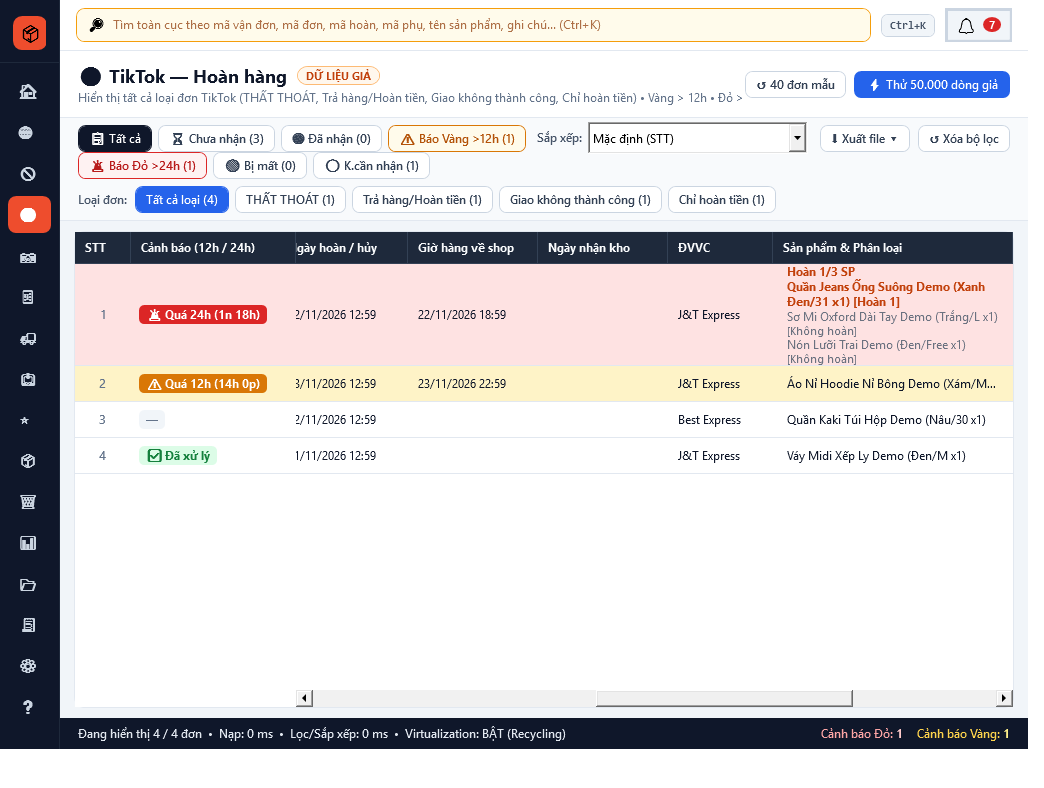 Tìm toàn cục theo mã vận đơn, mã đơn, mã hoàn, mã phụ, tên sản phẩm, ghi chú... (Ctrl+K)
Ctrl+K
7
TikTok — Hoàn hàng
DỮ LIỆU GIẢ
Hiển thị tất cả loại đơn TikTok (THẤT THOÁT, Trả hàng/Hoàn tiền, Giao không thành công, Chỉ hoàn tiền) • Vàng > 12h • Đỏ >
↺ 40 đơn mẫu
Thử 50.000 dòng giả
Tất cả
Chưa nhận (3)
Đã nhận (0)
Báo Vàng >12h (1)
Sắp xếp:
Mặc định (STT)
⬇ Xuất file ▾
↺ Xóa bộ lọc
Báo Đỏ >24h (1)
Bị mất (0)
K.cần nhận (1)
Loại đơn:
Tất cả loại (4)
THẤT THOÁT (1)
Trả hàng/Hoàn tiền (1)
Giao không thành công (1)
Chỉ hoàn tiền (1)
STT
Cảnh báo (12h / 24h)
gày hoàn / hủy
Giờ hàng về shop
Ngày nhận kho
ĐVVC
Sản phẩm & Phân loại
1
Quá 24h (1n 18h)
2/11/2026 12:59
22/11/2026 18:59
J&T Express
Hoàn 1/3 SP
Quần Jeans Ống Suông Demo (Xanh
Đen/31 x1) [Hoàn 1]
Sơ Mi Oxford Dài Tay Demo (Trắng/L x1)
[Không hoàn]
Nón Lưỡi Trai Demo (Đen/Free x1)
[Không hoàn]
2
Quá 12h (14h 0p)
3/11/2026 12:59
23/11/2026 22:59
J&T Express
Áo Nỉ Hoodie Nỉ Bông Demo (Xám/M...
3
—
2/11/2026 12:59
Best Express
Quần Kaki Túi Hộp Demo (Nâu/30 x1)
4
Đã xử lý
1/11/2026 12:59
J&T Express
Váy Midi Xếp Ly Demo (Đen/M x1)
?
Đang hiển thị 4 / 4 đơn • Nạp: 0 ms • Lọc/Sắp xếp: 0 ms • Virtualization: BẬT (Recycling)
Cảnh báo Đỏ: 1
Cảnh báo Vàng: 1